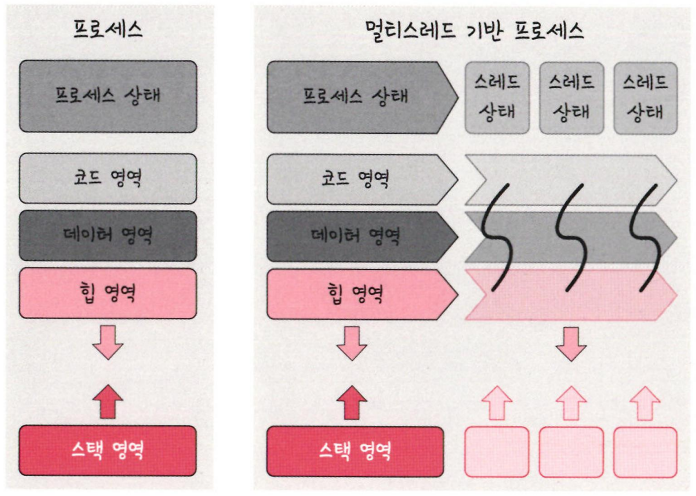 프로세스
프로세스 상태
코드 영역
데이터 영역
힙 영역
스택 영역
멀티스레드 기반 프로세스
프로세스 상태
스레드
상태
스레드
상태
스레드
상태
코드 영역
데이터 영역
힙 영역
스택 영역